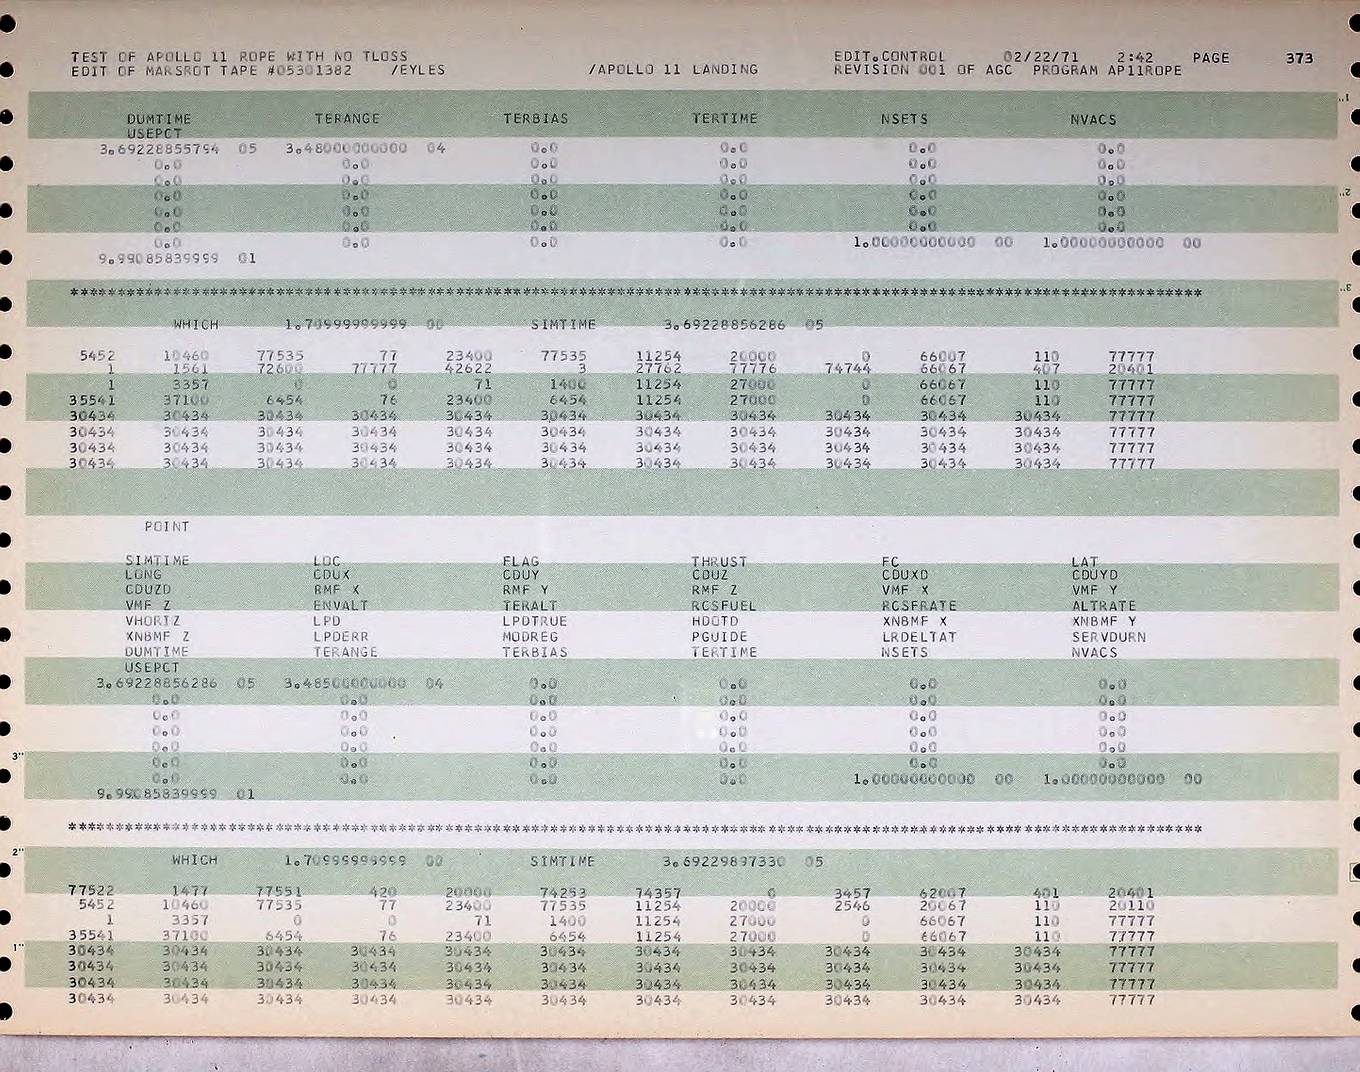 TEST OF APOLLO 11 ROPE WITH NO TLOSS EDIT.CONTROL 02/22/71 2:42 PAGE 373
EDIT OF MARSROT TAPE #05301382 /EYLES /APOLLO 11 LANDING REVISION 001 OF AGC PROGRAM AP11ROPE
DUMTIME TERANGE TERBIAS TERTIME NSETS NVACS
USEPCT
3.69228855794 05 3.48000000000 04 0.0 0.0 0.0 0.0
0.0 0.0 0.0 0.0 0.0 0.0
0.0 0.0 0.0 0.0 0.0 0.0
0.0 0.0 0.0 0.0 0.0 0.0
0.0 0.0 0.0 0.0 0.0 0.0
0.0 0.0 0.0 0.0 0.0 0.0
0.0 0.0 0.0 0.0 1.00000000000 00 1.00000000000 00
9.99085839999 01
************************************************************************************************************************
WHICH 1.70999999999 00 SIMTIME 3.69228856286 05
5452 10460 77535 77 23400 77535 11254 20000 0 66007 110 77777
1 1561 72600 77777 42622 3 27762 77776 74744 66067 407 20401
1 3357 0 0 71 1400 11254 27000 0 66067 110 77777
35541 37100 6454 76 23400 6454 11254 27000 0 66067 110 77777
30434 30434 30434 30434 30434 30434 30434 30434 30434 30434 30434 77777
30434 30434 30434 30434 30434 30434 30434 30434 30434 30434 30434 77777
30434 30434 30434 30434 30434 30434 30434 30434 30434 30434 30434 77777
30434 30434 30434 30434 30434 30434 30434 30434 30434 30434 30434 77777
POINT
SIMTIME LOC FLAG THRUST FC LAT
LONG CDUX CDUY CDUZ CDUXD CDUYD
CDUZD RMF X RMF Y RMF Z VMF X VMF Y
VMF Z ENVALT TERALT RCSFUEL RCSFRATE ALTRATE
VHORIZ LPD LPDTRUE HDOTD XNBMF X XNBMF Y
XNBMF Z LPDERR MODREG PGUIDE LRDELTAT SERVDURN
DUMTIME TERANGE TERBIAS TERTIME NSETS NVACS
USEPCT
3.69228856286 05 3.48500000000 04 0.0 0.0 0.0 0.0
0.0 0.0 0.0 0.0 0.0 0.0
0.0 0.0 0.0 0.0 0.0 0.0
0.0 0.0 0.0 0.0 0.0 0.0
0.0 0.0 0.0 0.0 0.0 0.0
0.0 0.0 0.0 0.0 0.0 0.0
0.0 0.0 0.0 0.0 1.00000000000 00 1.00000000000 00
9.99085839999 01
************************************************************************************************************************
WHICH 1.70999999999 00 SIMTIME 3.69229897330 05
77522 1477 77551 420 20000 74253 74357 0 3457 62007 401 20401
5452 10460 77535 77 23400 77535 11254 20000 2546 20067 110 20110
1 3357 0 0 71 1400 11254 27000 0 66067 110 77777
35541 37100 6454 76 23400 6454 11254 27000 0 66067 110 77777
30434 30434 30434 30434 30434 30434 30434 30434 30434 30434 30434 77777
30434 30434 30434 30434 30434 30434 30434 30434 30434 30434 30434 77777
30434 30434 30434 30434 30434 30434 30434 30434 30434 30434 30434 77777
30434 30434 30434 30434 30434 30434 30434 30434 30434 30434 30434 77777
1"
2"
3"
3"
2"
1"